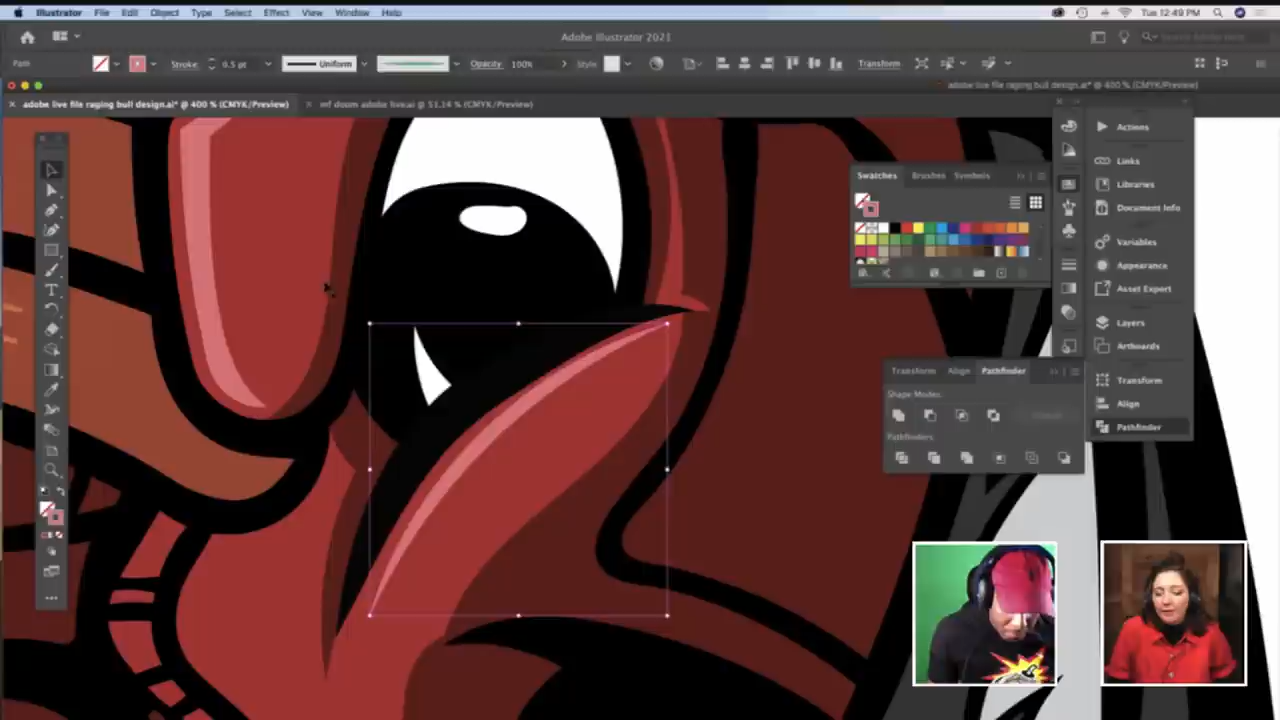 Illustrator File Edit Object Type Select Effect View Window Help Tue 12:49 PM
Adobe Illustrator 2021 Search Adobe Help
Path Stroke: 0.5 pt Uniform Opacity 100% Style: Transform
adobe live file raging bull design.ai* @ 400 % (CMYK/Preview)
adobe live file raging bull design.ai* @ 400 % (CMYK/Preview) mf doom adobe live.ai @ 51.14 % (CMYK/Preview)
Actions
Links
Libraries
Document Info
Variables
Appearance
Asset Export
Layers
Artboards
Transform
Align
Pathfinder
Swatches Brushes Symbols
Transform Align Pathfinder
Shape Modes:
Pathfinders: